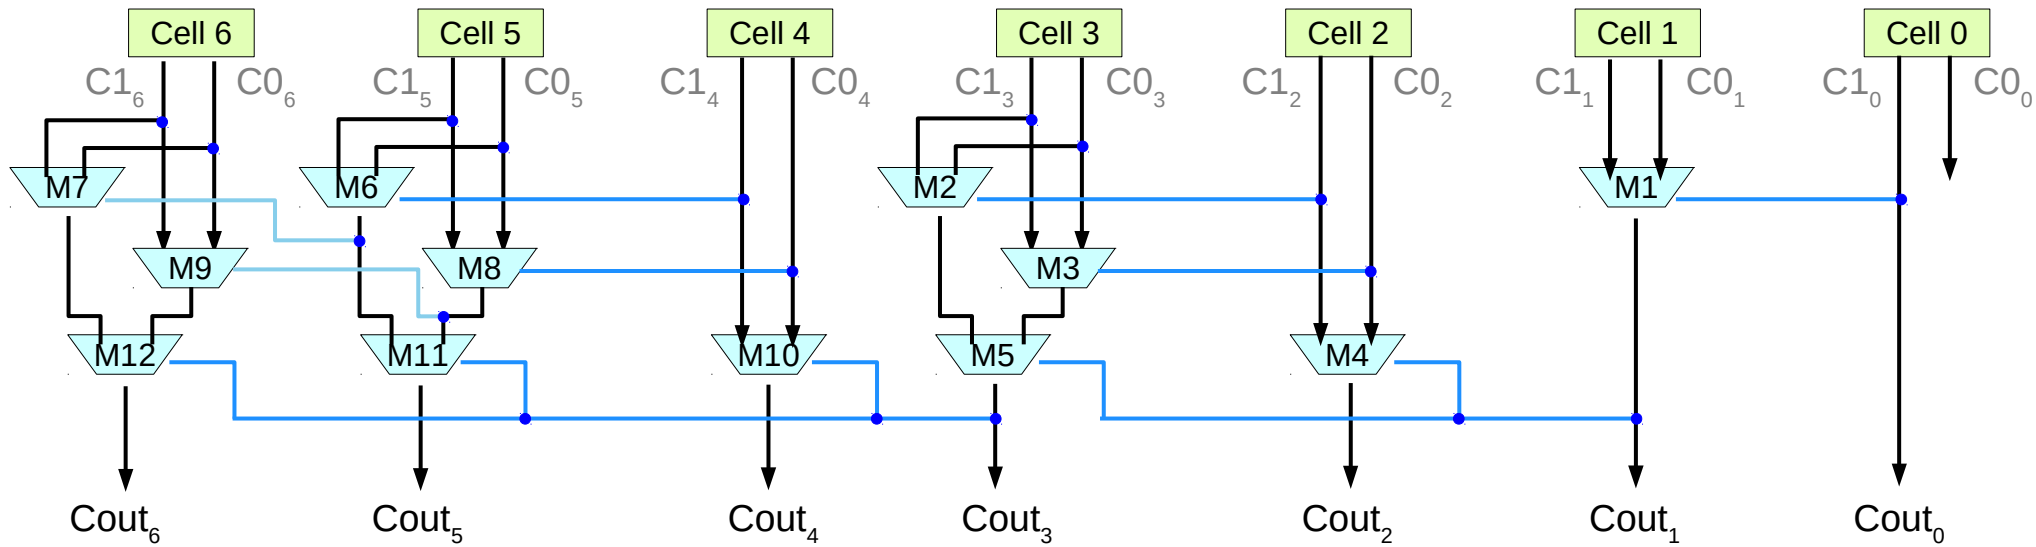 Cell 6 Cell 5 Cell 4 Cell 3 Cell 2 Cell 1 Cell 0
C1₆ C0₆ C1₅ C0₅ C1₄ C0₄ C1₃ C0₃ C1₂ C0₂ C1₁ C0₁ C1₀ C0₀
M7 M6 M2 M1
M9 M8 M3
M12 M11 M10 M5 M4
Cout₆ Cout₅ Cout₄ Cout₃ Cout₂ Cout₁ Cout₀